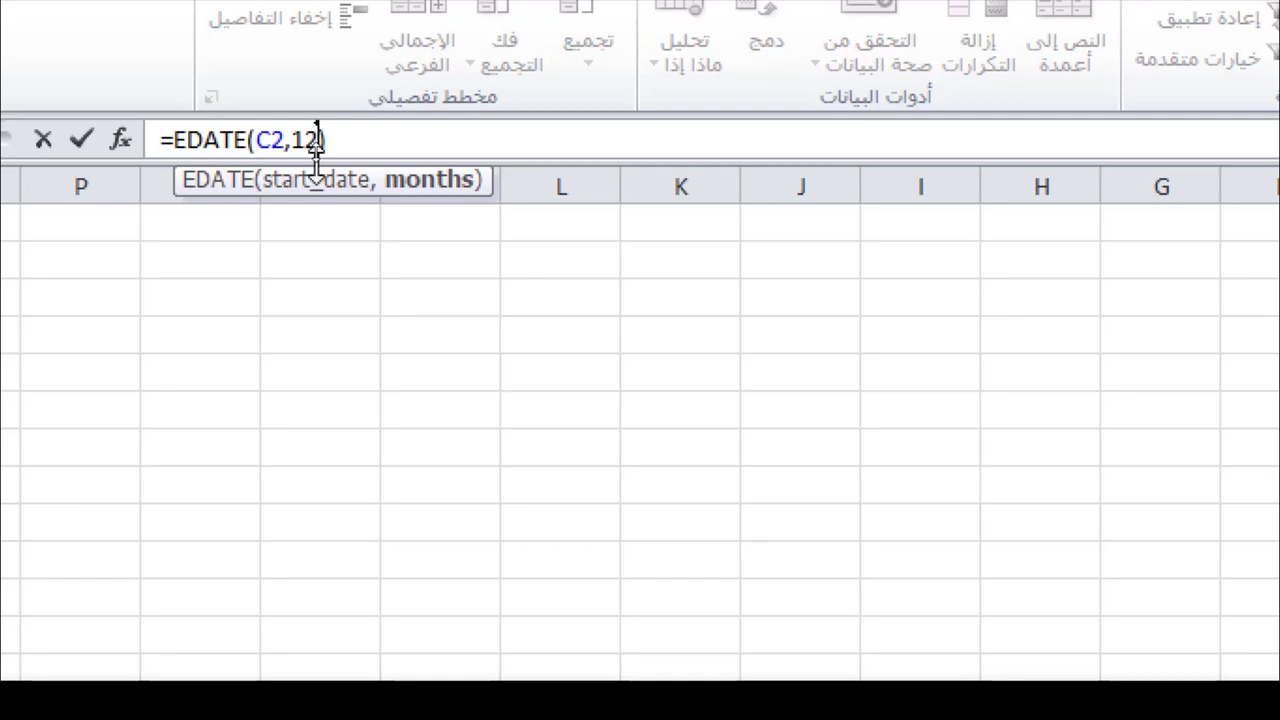 إعادة تطبيق
خيارات متقدمة
النص إلى أعمدة
إزالة التكرارات
التحقق من صحة البيانات
دمج
تحليل ماذا إذا
أدوات البيانات
تجميع
فك التجميع
الإجمالي الفرعي
إخفاء التفاصيل
مخطط تفصيلي
fx
=EDATE(C2,12)
EDATE(start_date, months)
P L K J I H G